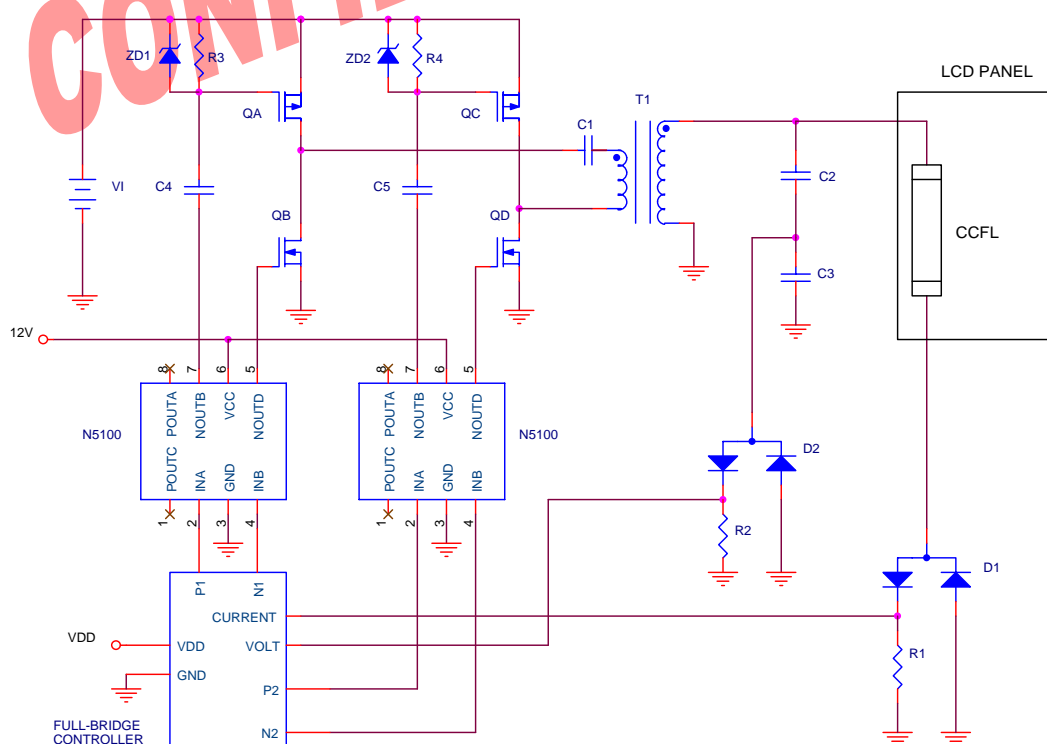 CONFI
ZD1
R3
ZD2
R4
LCD PANEL
QA
QC
T1
C1
VI
C4
C5
C2
QB
QD
CCFL
C3
12V
8 7 6 5
8 7 6 5
POUTA NOUTB VCC NOUTD
POUTA NOUTB VCC NOUTD
N5100
N5100
D2
POUTC INA GND INB
POUTC INA GND INB
1 2 3 4
1 2 3 4
R2
D1
P1 N1
CURRENT
VDD
VDD
VOLT
R1
GND
P2
FULL-BRIDGE
CONTROLLER
N2